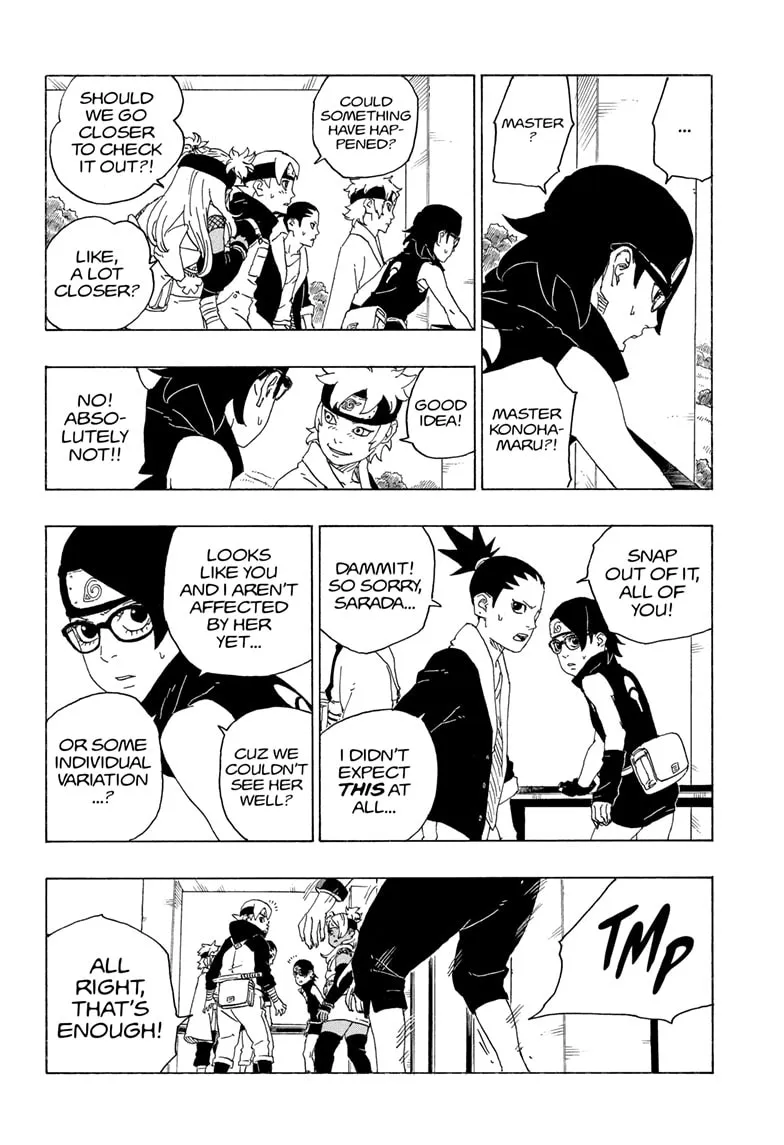 ...
MASTER
?
MASTER
KONOHA-
MARU?!
COULD
SOMETHING
HAVE HAP-
PENED?
SHOULD
WE GO
CLOSER
TO CHECK
IT OUT?!
LIKE,
A LOT
CLOSER?
GOOD
IDEA!
NO!
ABSO-
LUTELY
NOT!!
SNAP
OUT OF IT,
ALL OF
YOU!
DAMMIT!
SO SORRY,
SARADA...
I DIDN'T
EXPECT
THIS AT
ALL...
LOOKS
LIKE YOU
AND I AREN'T
AFFECTED
BY HER
YET...
CUZ WE
COULDN'T
SEE HER
WELL?
OR SOME
INDIVIDUAL
VARIATION
...?
TMP
ALL
RIGHT,
THAT'S
ENOUGH!